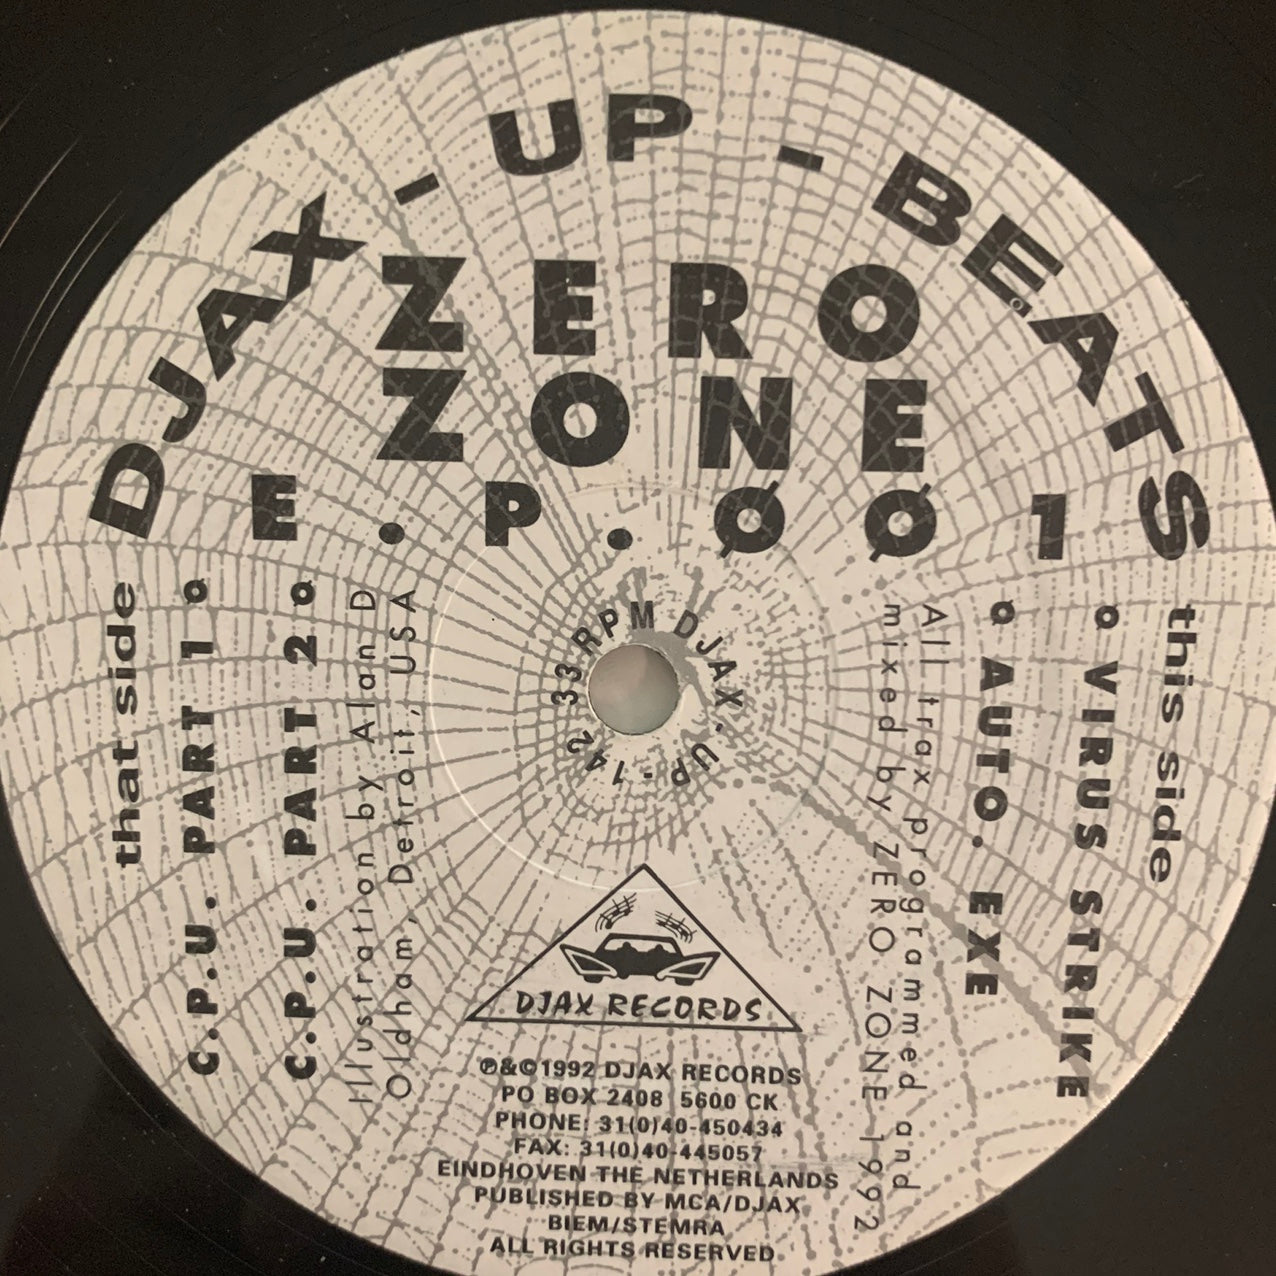 DJAX-UP-BEATS
ZERO
ZONE
E.P.ØØ1
that side
C.P.U. PART 1
C.P.U. PART 2
Illustration by Alan D
Oldham, Detroit, USA
33 RPM DJAX-UP-142
this side
VIRUS STRIKE
AUTO.EXE
All trax programmed and
mixed by ZERO ZONE 1992
DJAX RECORDS
℗&©1992 DJAX RECORDS
PO BOX 2408 5600 CK
PHONE: 31(0)40-450434
FAX: 31(0)40-445057
EINDHOVEN THE NETHERLANDS
PUBLISHED BY MCA/DJAX
BIEM/STEMRA
ALL RIGHTS RESERVED